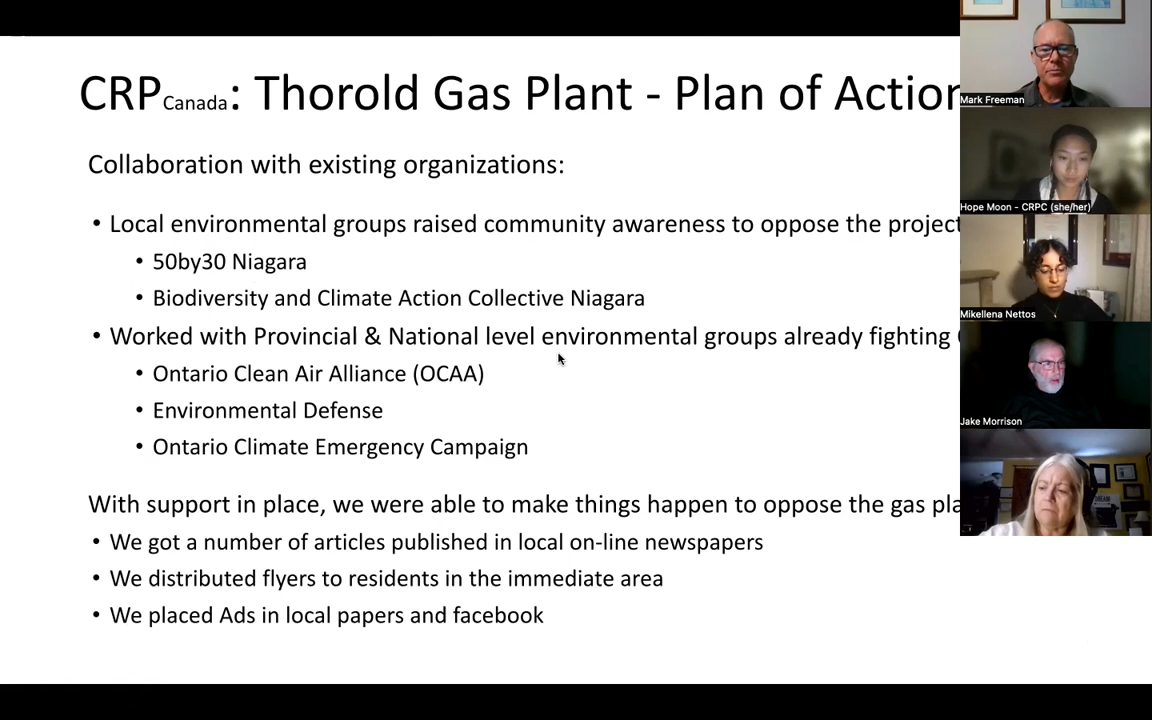 CRPCanada: Thorold Gas Plant - Plan of Action
Collaboration with existing organizations:
• Local environmental groups raised community awareness to oppose the project
• 50by30 Niagara
• Biodiversity and Climate Action Collective Niagara
• Worked with Provincial & National level environmental groups already fighting
• Ontario Clean Air Alliance (OCAA)
• Environmental Defense
• Ontario Climate Emergency Campaign
With support in place, we were able to make things happen to oppose the gas pla
• We got a number of articles published in local on-line newspapers
• We distributed flyers to residents in the immediate area
• We placed Ads in local papers and facebook
Mark Freeman
Hope Moon - CRPC (she/her)
Mikellena Nettos
Jake Morrison